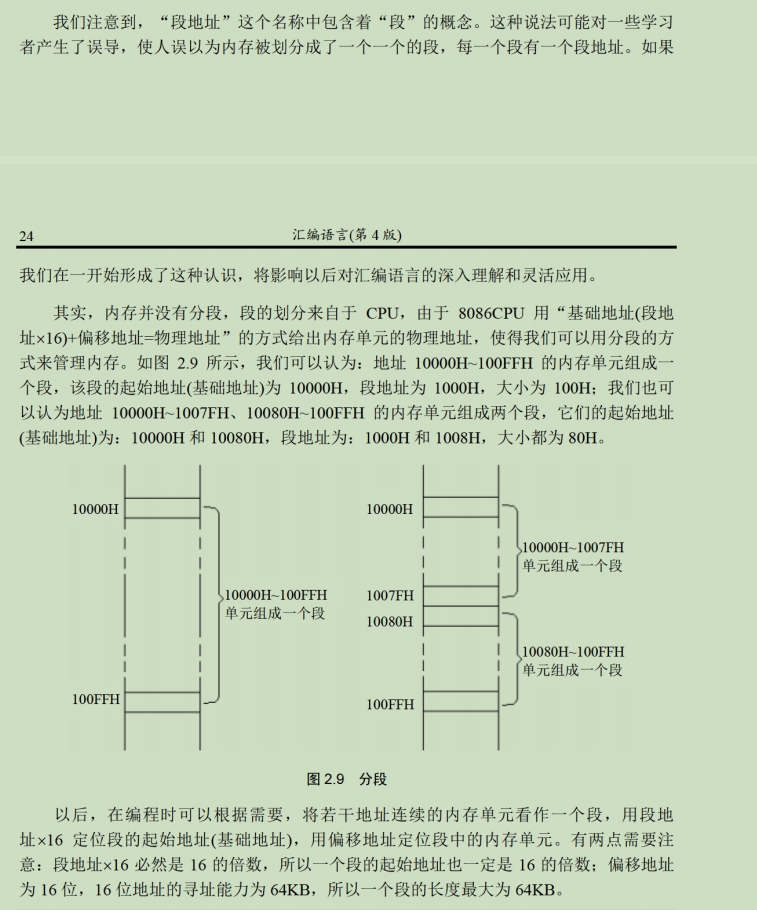 我们注意到，“段地址”这个名称中包含着“段”的概念。这种说法可能对一些学习
者产生了误导，使人误以为内存被划分成了一个一个的段，每一个段有一个段地址。如果
24
汇编语言(第 4 版)
我们在一开始形成了这种认识，将影响以后对汇编语言的深入理解和灵活应用。
其实，内存并没有分段，段的划分来自于 CPU，由于 8086CPU 用“基础地址(段地
址×16)+偏移地址=物理地址”的方式给出内存单元的物理地址，使得我们可以用分段的方
式来管理内存。如图 2.9 所示，我们可以认为：地址 10000H~100FFH 的内存单元组成一
个段，该段的起始地址(基础地址)为 10000H，段地址为 1000H，大小为 100H；我们也可
以认为地址 10000H~1007FH、10080H~100FFH 的内存单元组成两个段，它们的起始地址
(基础地址)为：10000H 和 10080H，段地址为：1000H 和 1008H，大小都为 80H。
10000H
10000H~100FFH
单元组成一个段
100FFH
10000H
10000H~1007FH
单元组成一个段
1007FH
10080H
10080H~100FFH
单元组成一个段
100FFH
图 2.9 分段
以后，在编程时可以根据需要，将若干地址连续的内存单元看作一个段，用段地
址×16 定位段的起始地址(基础地址)，用偏移地址定位段中的内存单元。有两点需要注
意：段地址×16 必然是 16 的倍数，所以一个段的起始地址也一定是 16 的倍数；偏移地址
为 16 位，16 位地址的寻址能力为 64KB，所以一个段的长度最大为 64KB。